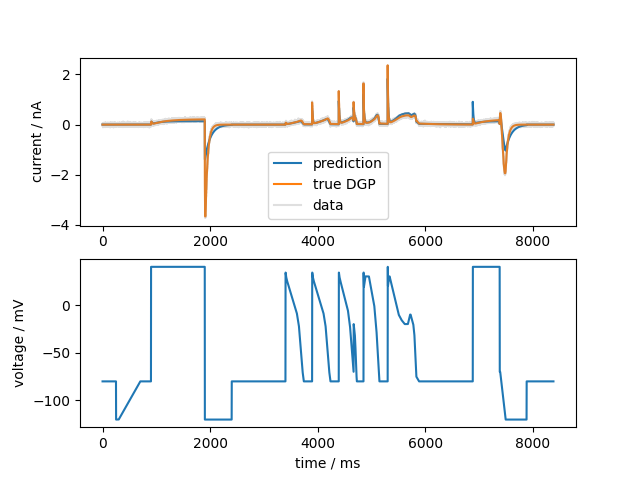 current / nA
2
0
−2
−4
prediction
true DGP
data
0
2000
4000
6000
8000
voltage / mV
0
−50
−100
0
2000
4000
6000
8000
time / ms